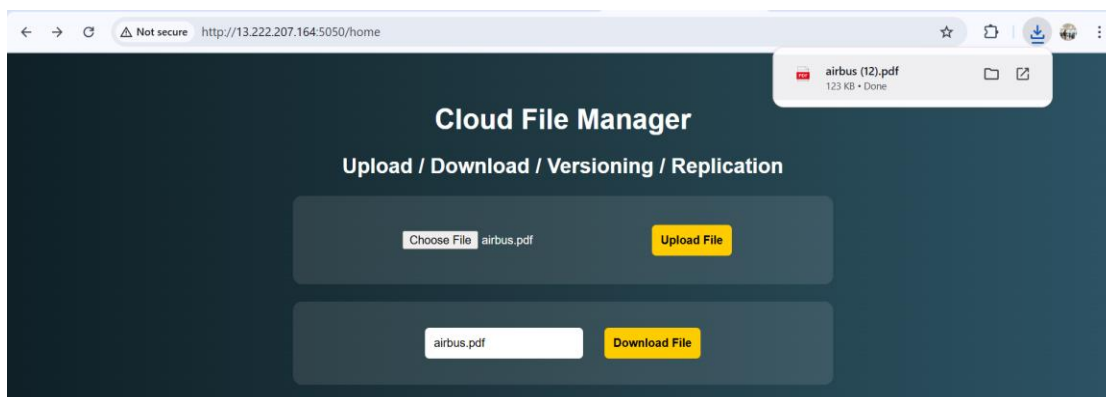 Not secure http://13.222.207.164:5050/home
airbus (12).pdf
PDF
123 KB • Done
Cloud File Manager
Upload / Download / Versioning / Replication
Choose File airbus.pdf Upload File
airbus.pdf Download File